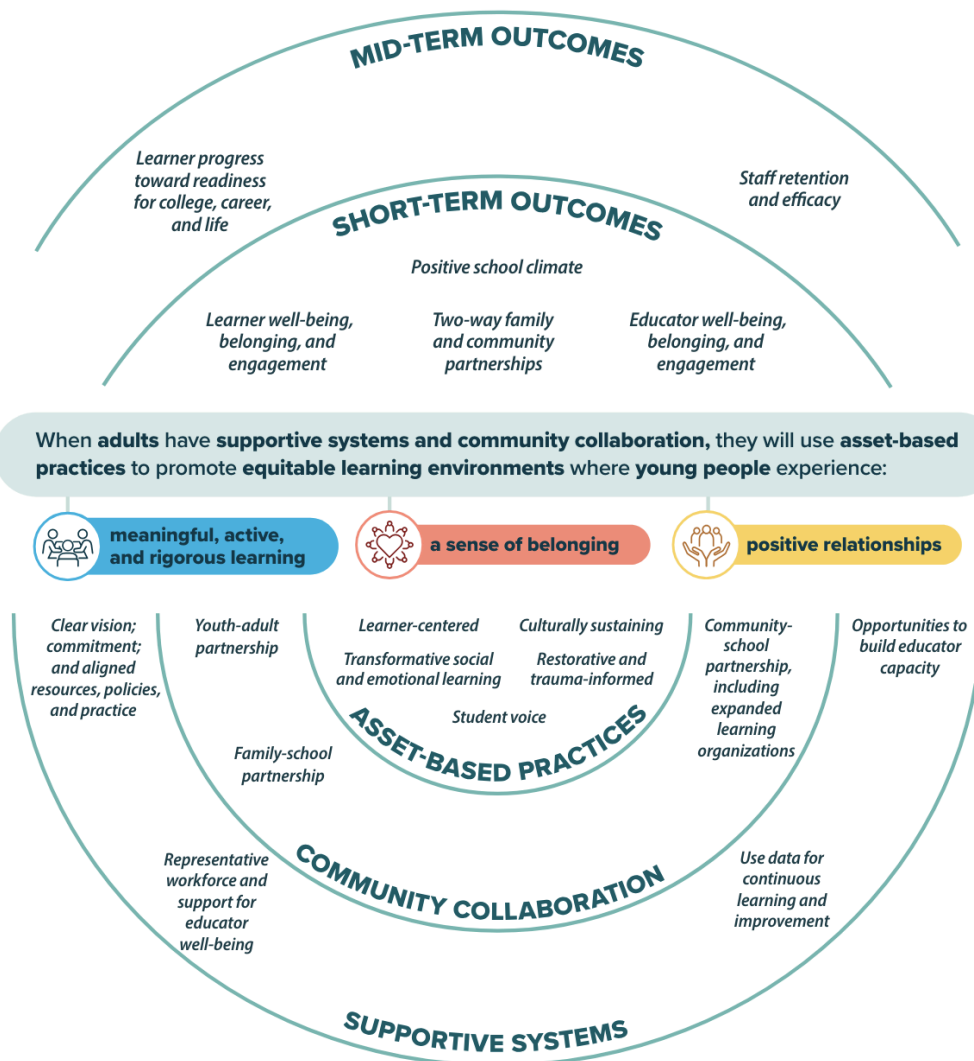 MID-TERM OUTCOMES
Learner progress
toward readiness
for college, career,
and life
Staff retention
and efficacy
SHORT-TERM OUTCOMES
Positive school climate
Learner well-being,
belonging, and
engagement
Two-way family
and community
partnerships
Educator well-being,
belonging, and
engagement
When adults have supportive systems and community collaboration, they will use asset-based
practices to promote equitable learning environments where young people experience:
meaningful, active,
and rigorous learning
a sense of belonging
positive relationships
Clear vision;
commitment;
and aligned
resources, policies,
and practice
Youth-adult
partnership
Learner-centered
Culturally sustaining
Transformative social
and emotional learning
Restorative and
trauma-informed
Student voice
ASSET-BASED PRACTICES
Community-
school
partnership,
including
expanded
learning
organizations
Opportunities to
build educator
capacity
Family-school
partnership
COMMUNITY COLLABORATION
Representative
workforce and
support for
educator
well-being
Use data for
continuous
learning and
improvement
SUPPORTIVE SYSTEMS